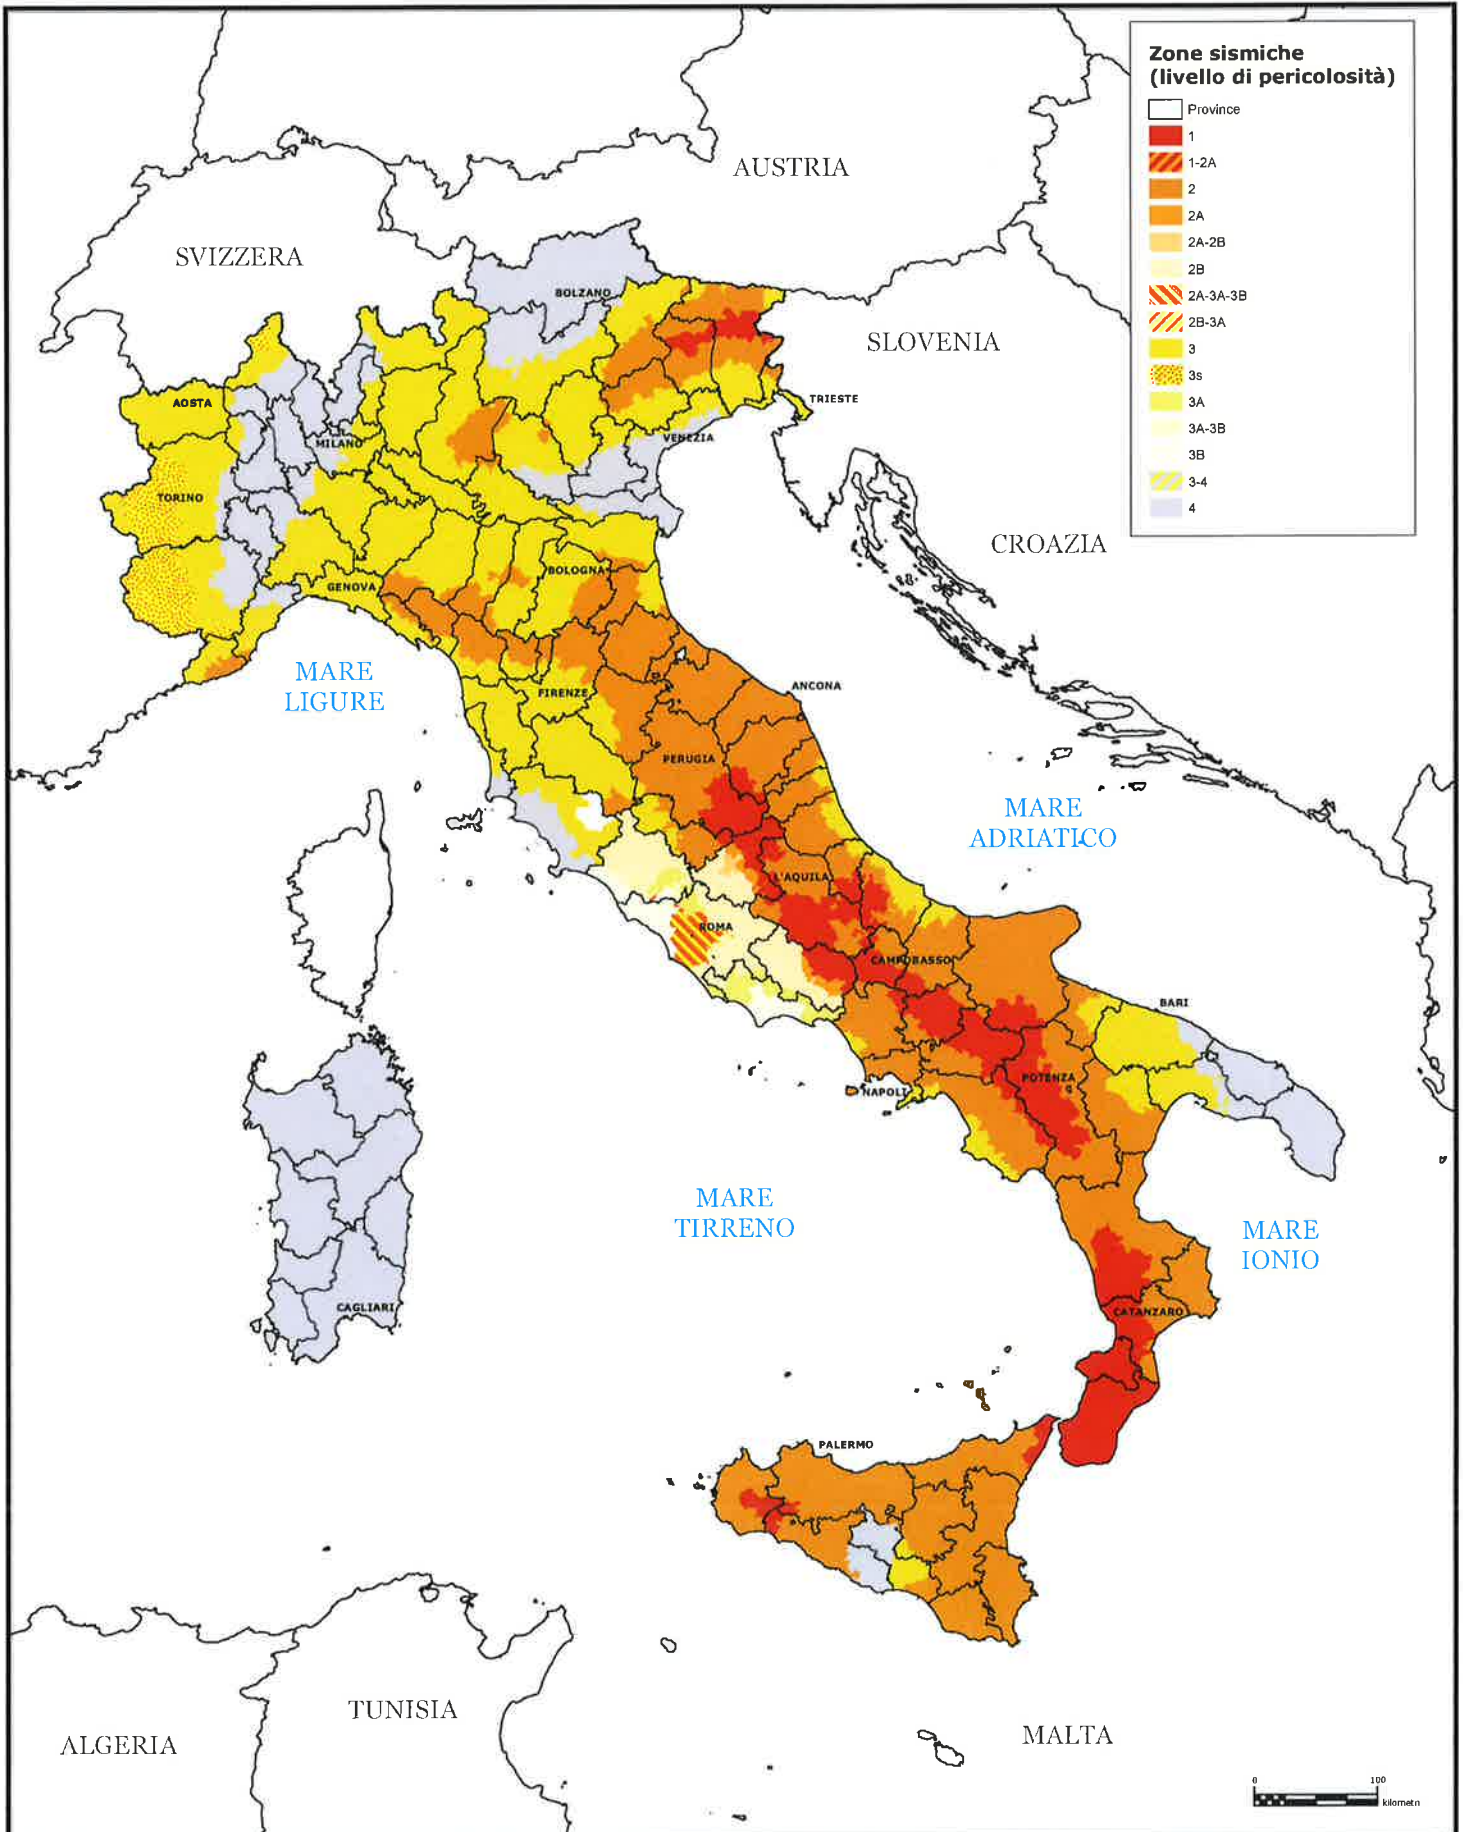 Zone sismiche
(livello di pericolosità)
Province
1
1-2A
2
2A
2A-2B
2B
2A-3A-3B
2B-3A
3
3s
3A
3A-3B
3B
3-4
4
AUSTRIA
SVIZZERA
BOLZANO
SLOVENIA
AOSTA
TRIESTE
MILANO
VENEZIA
TORINO
CROAZIA
BOLOGNA
GENOVA
MARE
LIGURE
FIRENZE
ANCONA
PERUGIA
MARE
ADRIATICO
L'AQUILA
ROMA
CAMPOBASSO
BARI
POTENZA
NAPOLI
MARE
TIRRENO
MARE
IONIO
CAGLIARI
CATANZARO
PALERMO
TUNISIA
ALGERIA
MALTA
0 100
kilometri